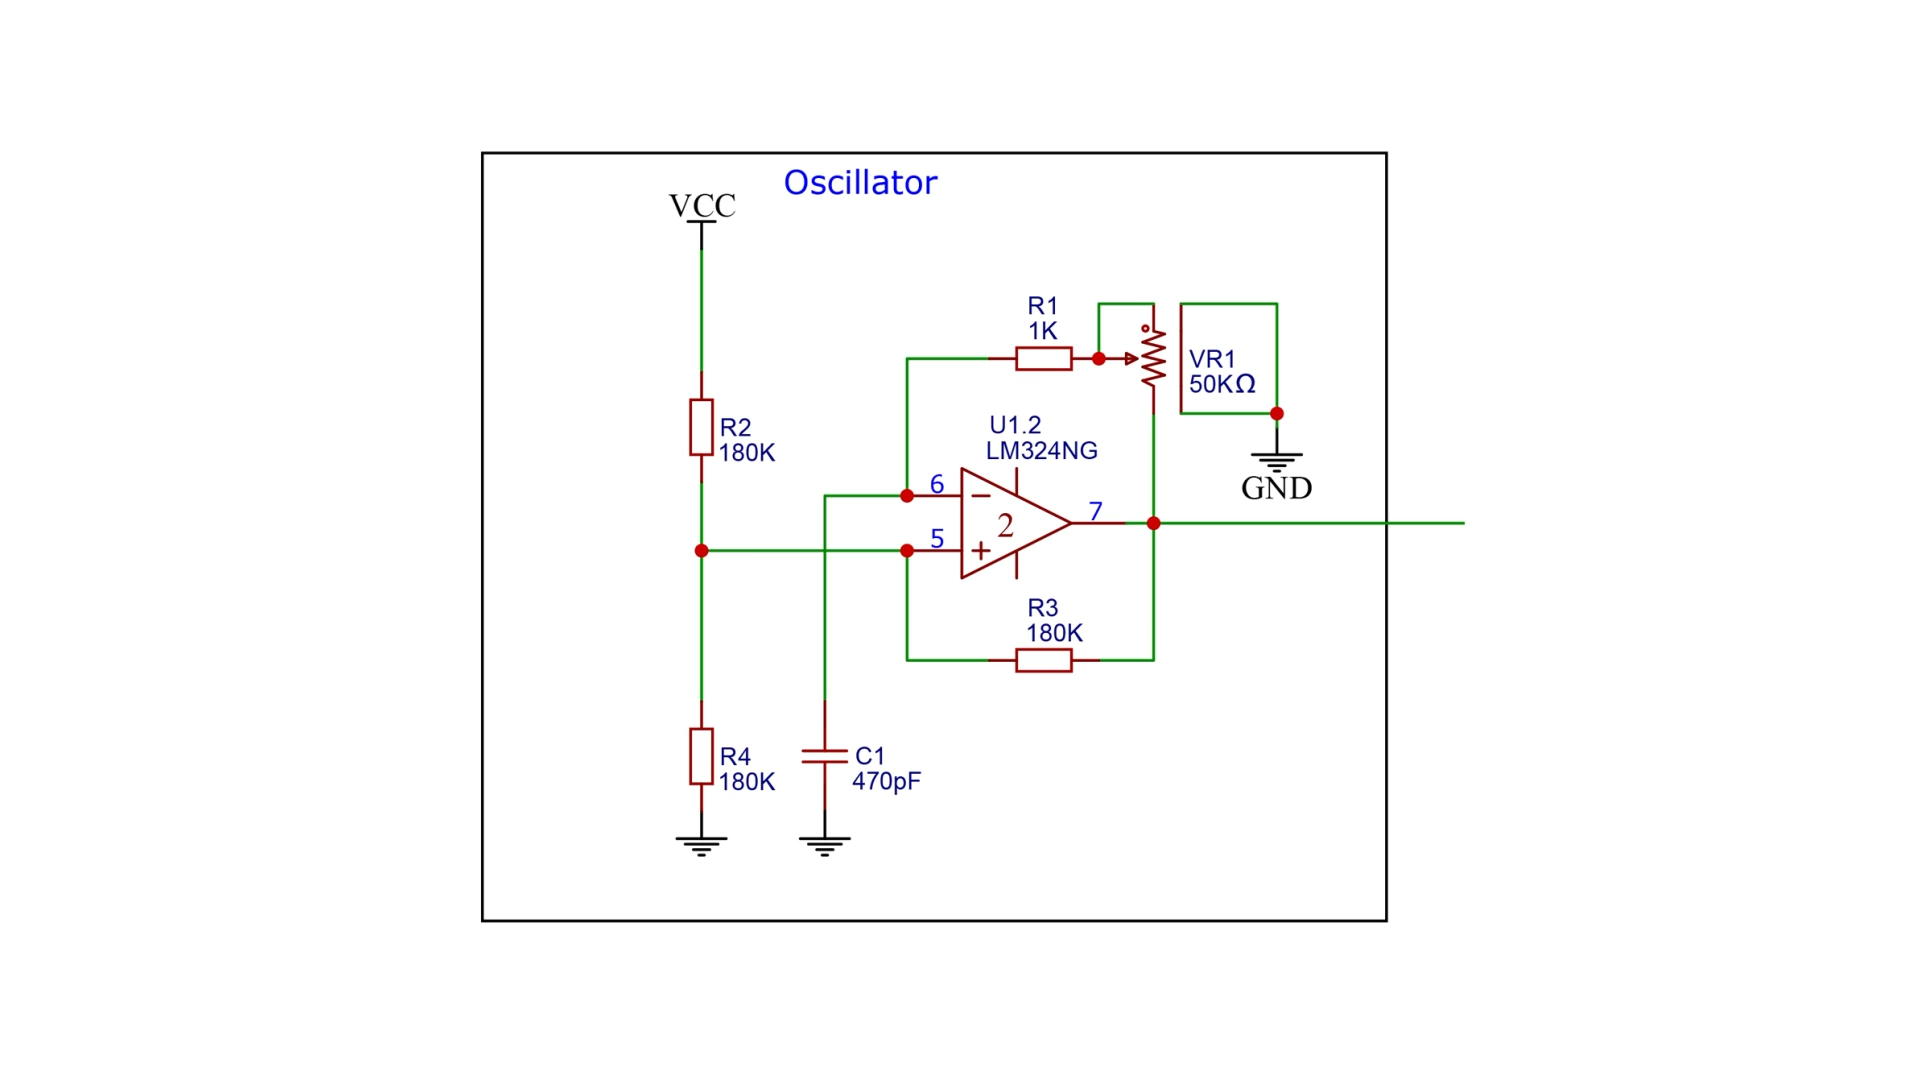 Oscillator
VCC
R1
1K
VR1
50KΩ
R2
180K
U1.2
LM324NG
6
5
2
7
GND
R3
180K
R4
180K
C1
470pF